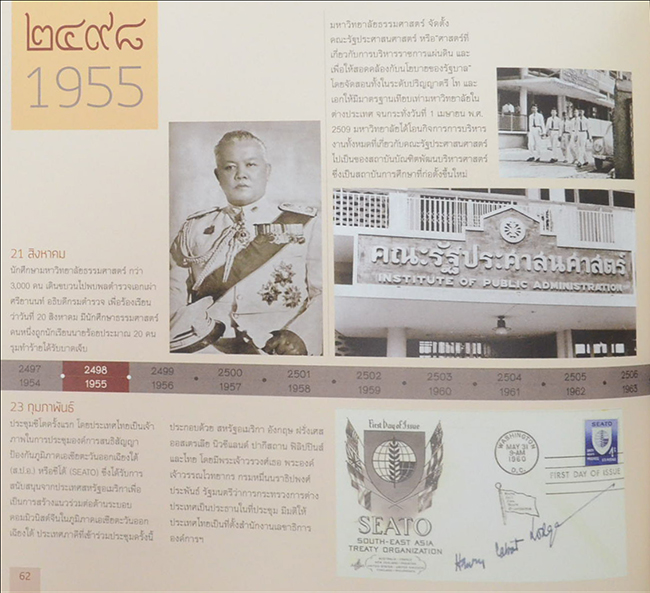 ๒๔๙๘
1955
มหาวิทยาลัยธรรมศาสตร์ จัดตั้ง
คณะรัฐประศาสนศาสตร์ หรือ"ศาสตร์ที่
เกี่ยวกับการบริหารราชการแผ่นดิน และ
เพื่อให้สอดคล้องกับนโยบายของรัฐบาล"
โดยจัดสอนทั้งในระดับปริญญาตรี โท และ
เอกให้มีมาตรฐานเทียบเท่ามหาวิทยาลัยใน
ต่างประเทศ จนกระทั่งวันที่ 1 เมษายน พ.ศ.
2509 มหาวิทยาลัยได้โอนกิจการการบริหาร
งานทั้งหมดที่เกี่ยวกับคณะรัฐประศาสนศาสตร์
ไปเป็นของสถาบันบัณฑิตพัฒนบริหารศาสตร์
ซึ่งเป็นสถาบันการศึกษาที่ก่อตั้งขึ้นใหม่
คณะรัฐประศาสนศาสตร์
INSTITUTE OF PUBLIC ADMINISTRATION
21 สิงหาคม
นักศึกษามหาวิทยาลัยธรรมศาสตร์ กว่า
3,000 คน เดินขบวนไปพบพลตำรวจเอกเผ่า
ศรียานนท์ อธิบดีกรมตำรวจ เพื่อร้องเรียน
ว่าวันที่ 20 สิงหาคม มีนักศึกษาธรรมศาสตร์
คนหนึ่งถูกนักเรียนนายร้อยประมาณ 20 คน
รุมทำร้ายได้รับบาดเจ็บ
2497 2498 2499 2500 2501 2502 2503 2504 2505 2506
1954 1955 1956 1957 1958 1959 1960 1961 1962 1963
23 กุมภาพันธ์
ประชุมซีโตครั้งแรก โดยประเทศไทยเป็นเจ้า
ภาพในการประชุมองค์การสนธิสัญญา
ป้องกันภูมิภาคเอเชียตะวันออกเฉียงใต้
(ส.ป.อ.) หรือซีโต้ (SEATO) ซึ่งได้รับการ
สนับสนุนจากประเทศสหรัฐอเมริกาเพื่อ
เป็นการสร้างแนวร่วมต่อต้านระบอบ
คอมมิวนิสต์จีนในภูมิภาคเอเชียตะวันออก
เฉียงใต้ ประเทศภาคีที่เข้าร่วมประชุมครั้งนี้
ประกอบด้วย สหรัฐอเมริกา อังกฤษ ฝรั่งเศส
ออสเตรเลีย นิวซีแลนด์ ปากีสถาน ฟิลิปปินส์
และไทย โดยมีพระเจ้าวรวงศ์เธอ พระองค์
เจ้าวรรณไวทยากร กรมหมื่นนราธิปพงศ์
ประพันธ์ รัฐมนตรีว่าการกระทรวงการต่าง
ประเทศเป็นประธานในที่ประชุม มีมติให้
ประเทศไทยเป็นที่ตั้งสำนักงานเลขาธิการ
องค์การฯ
First Day of Issue
SEATO
SOUTH-EAST ASIA
TREATY ORGANIZATION
WASHINGTON
MAY 31
9-AM
1960
D.C.
SEATO
4¢
FIRST DAY OF ISSUE
Henry Cabot Lodge
62